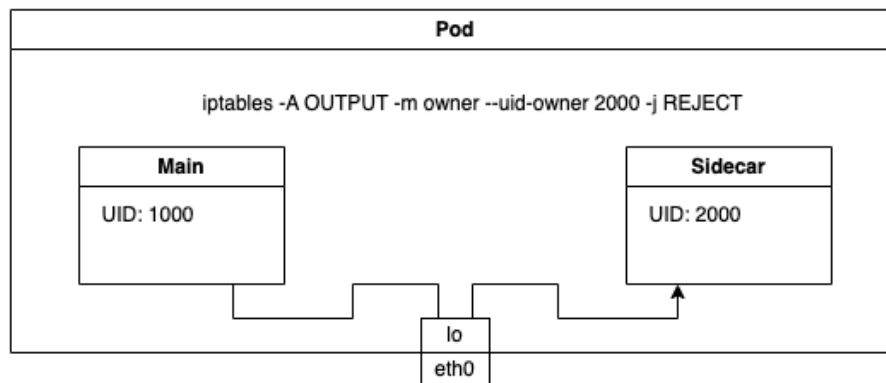 Pod
iptables -A OUTPUT -m owner --uid-owner 2000 -j REJECT
Main
UID: 1000
Sidecar
UID: 2000
lo
eth0